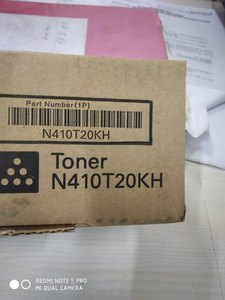 Part Number(1P)
N410T20KH
Toner
N410T20KH
REDMI NOTE 5 PRO
MI DUAL CAMERA